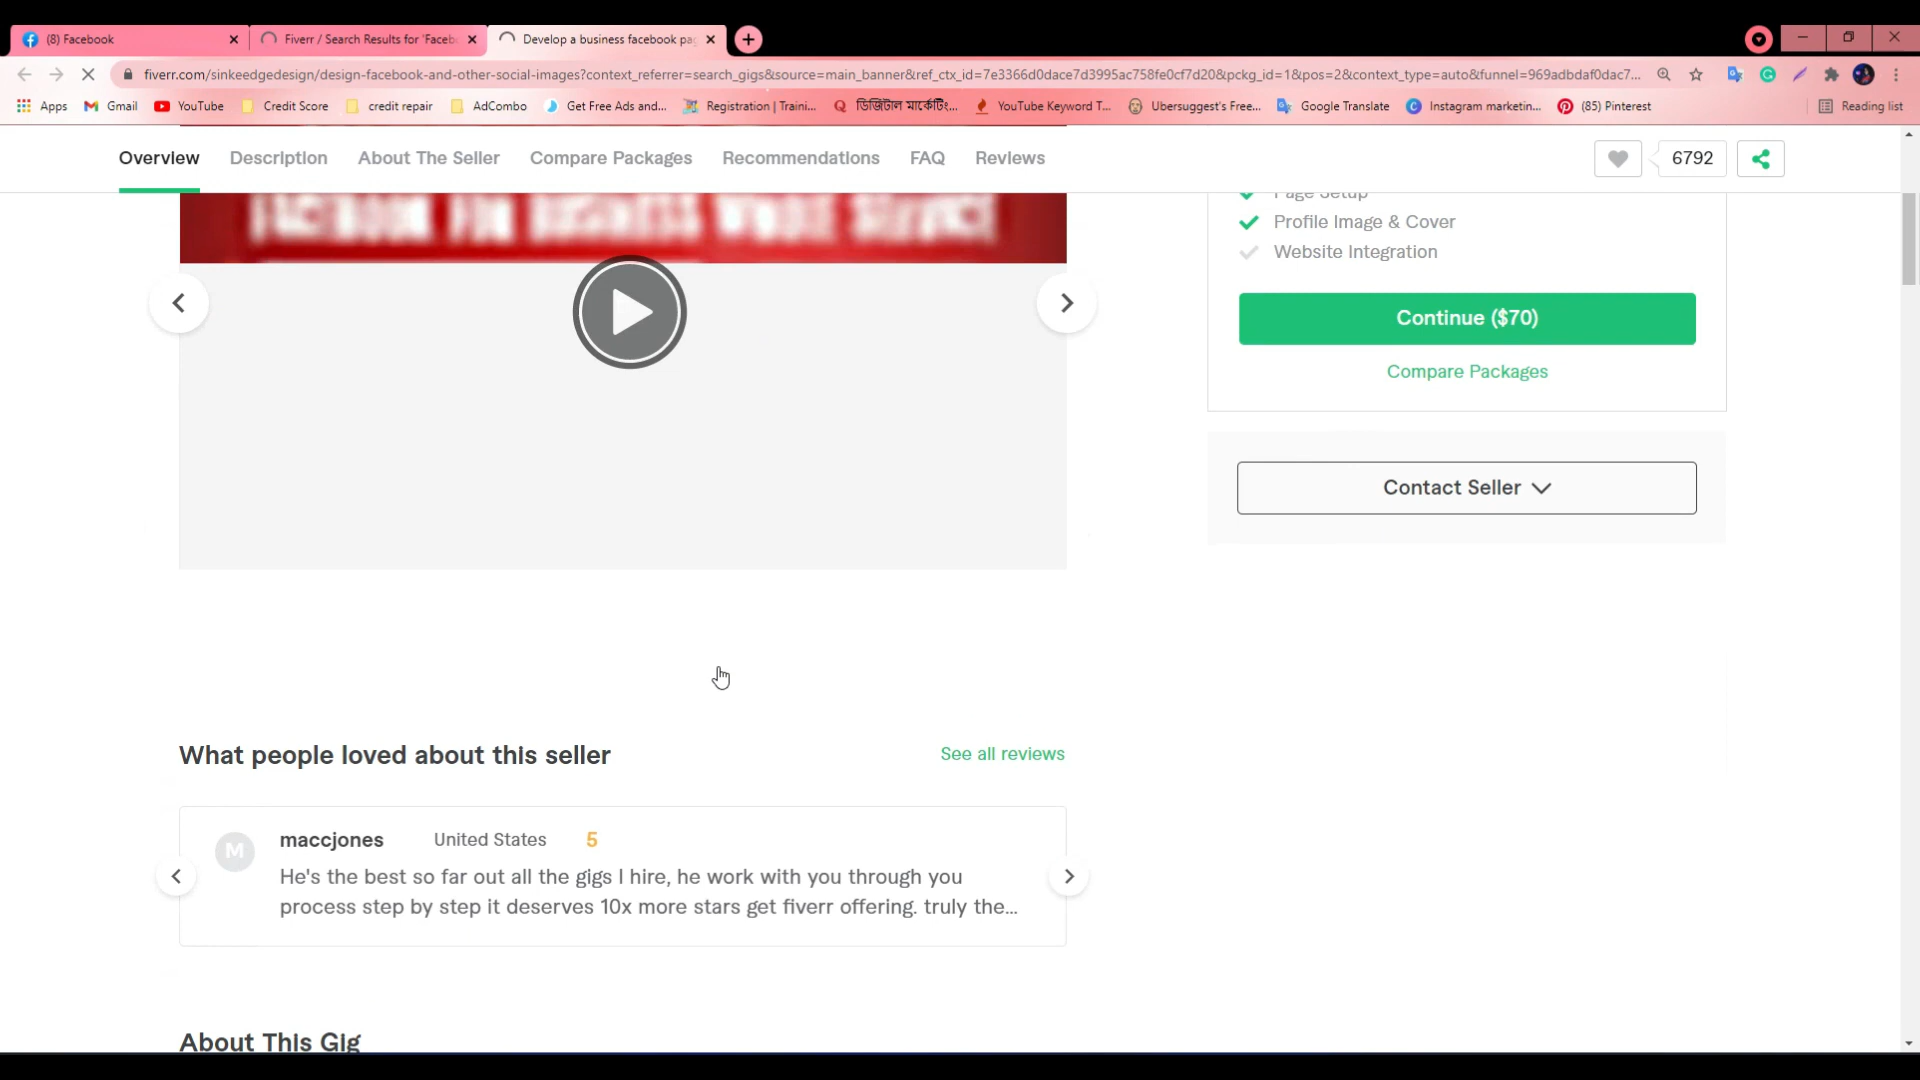 (8) Facebook
Fiverr / Search Results for 'Faceb
Develop a business facebook pag
fiverr.com/sinkeedgedesign/design-facebook-and-other-social-images?context_referrer=search_gigs&source=main_banner&ref_ctx_id=7e3366d0dace7d3995ac758fe0cf7d20&pckg_id=1&pos=2&context_type=auto&funnel=969adbdaf0dac7...
Apps Gmail YouTube Credit Score credit repair AdCombo Get Free Ads and... Registration | Traini... ডিজিটাল মার্কেটিং... YouTube Keyword T... Ubersuggest's Free... Google Translate Instagram marketin... (85) Pinterest Reading list
Overview Description About The Seller Compare Packages Recommendations FAQ Reviews 6792
Page Setup
Profile Image & Cover
Website Integration
Continue ($70)
Compare Packages
Contact Seller
What people loved about this seller
See all reviews
M
maccjones United States 5
He's the best so far out all the gigs I hire, he work with you through you
process step by step it deserves 10x more stars get fiverr offering. truly the...
About This Gig